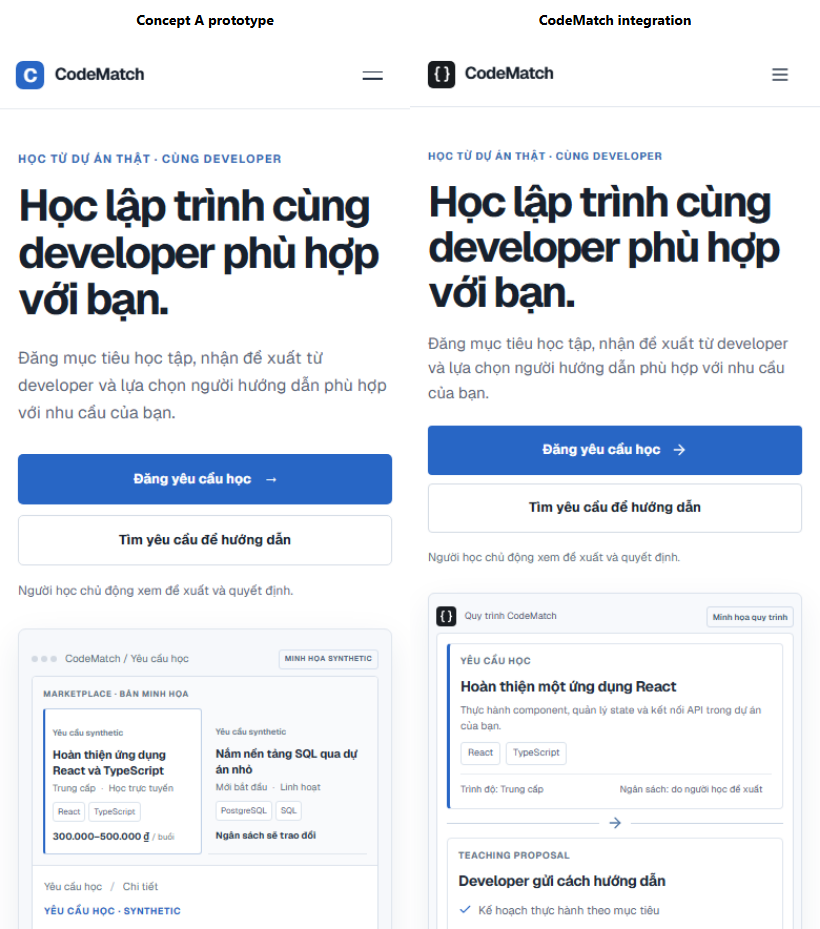 Concept A prototype
C CodeMatch
HỌC TỪ DỰ ÁN THẬT · CÙNG DEVELOPER
Học lập trình cùng
developer phù hợp
với bạn.
Đăng mục tiêu học tập, nhận đề xuất từ
developer và lựa chọn người hướng dẫn phù hợp
với nhu cầu của bạn.
Đăng yêu cầu học →
Tìm yêu cầu để hướng dẫn
Người học chủ động xem đề xuất và quyết định.
CodeMatch / Yêu cầu học
MINH HỌA SYNTHETIC
MARKETPLACE · BẢN MINH HỌA
Yêu cầu synthetic
Hoàn thiện ứng dụng
React và TypeScript
Trung cấp · Học trực tuyến
React TypeScript
300.000–500.000 ₫ / buổi
Yêu cầu synthetic
Nắm nền tảng SQL qua dự
án nhỏ
Mới bắt đầu · Linh hoạt
PostgreSQL SQL
Ngân sách sẽ trao đổi
Yêu cầu học / Chi tiết
YÊU CẦU HỌC · SYNTHETIC
CodeMatch integration
{ } CodeMatch
HỌC TỪ DỰ ÁN THẬT · CÙNG DEVELOPER
Học lập trình cùng
developer phù hợp
với bạn.
Đăng mục tiêu học tập, nhận đề xuất từ developer
và lựa chọn người hướng dẫn phù hợp với nhu cầu
của bạn.
Đăng yêu cầu học →
Tìm yêu cầu để hướng dẫn
Người học chủ động xem đề xuất và quyết định.
{ } Quy trình CodeMatch
Minh họa quy trình
YÊU CẦU HỌC
Hoàn thiện một ứng dụng React
Thực hành component, quản lý state và kết nối API trong dự án
của bạn.
React TypeScript
Trình độ: Trung cấp
Ngân sách: do người học đề xuất
→
TEACHING PROPOSAL
Developer gửi cách hướng dẫn
✓ Kế hoạch thực hành theo mục tiêu